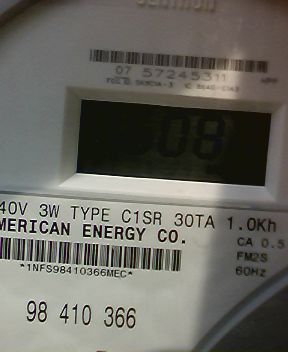 CENTRON
07 57245311
08
40V 3W TYPE C1SR 30TA 1.0Kh
MERICAN ENERGY CO.
CA 0.5
*1NFS98410366MEC*
FM2S
60Hz
98 410 366